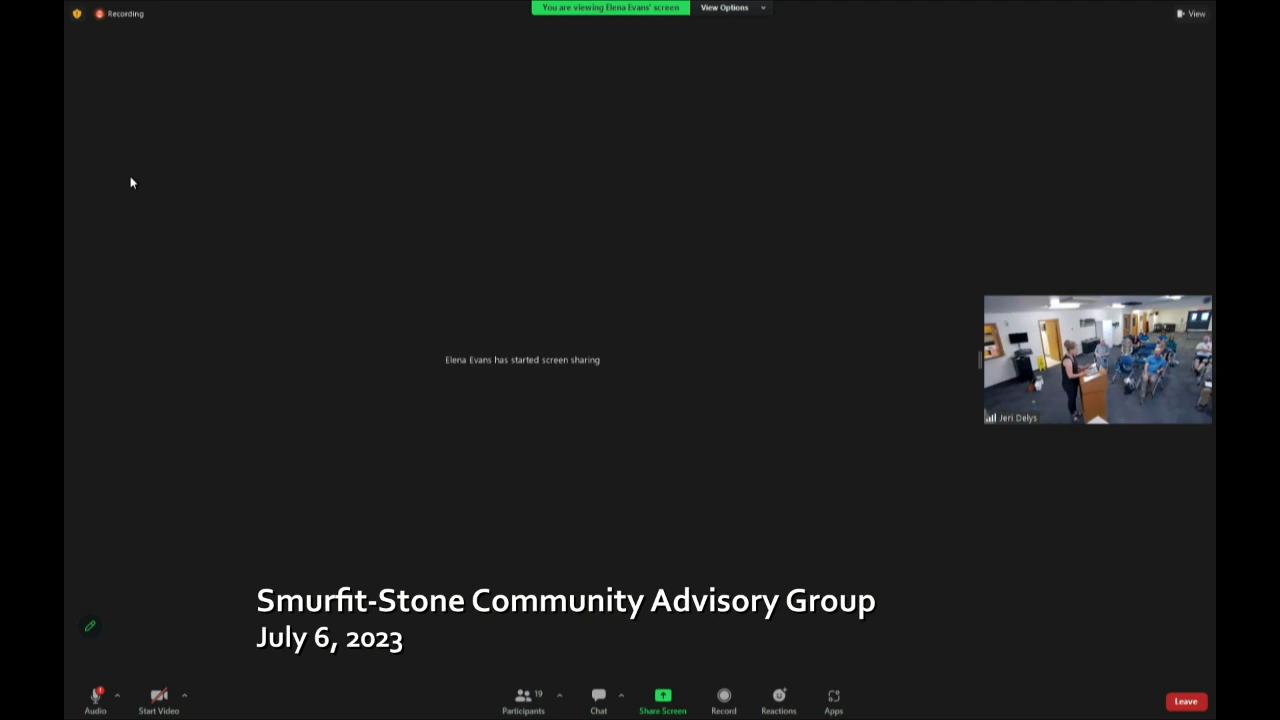 Recording
You are viewing Elena Evans' screen
View Options
View
Elena Evans has started screen sharing
Jeri Delys
Smurfit-Stone Community Advisory Group
July 6, 2023
Audio
Start Video
19
Participants
Chat
Share Screen
Record
Reactions
Apps
Leave